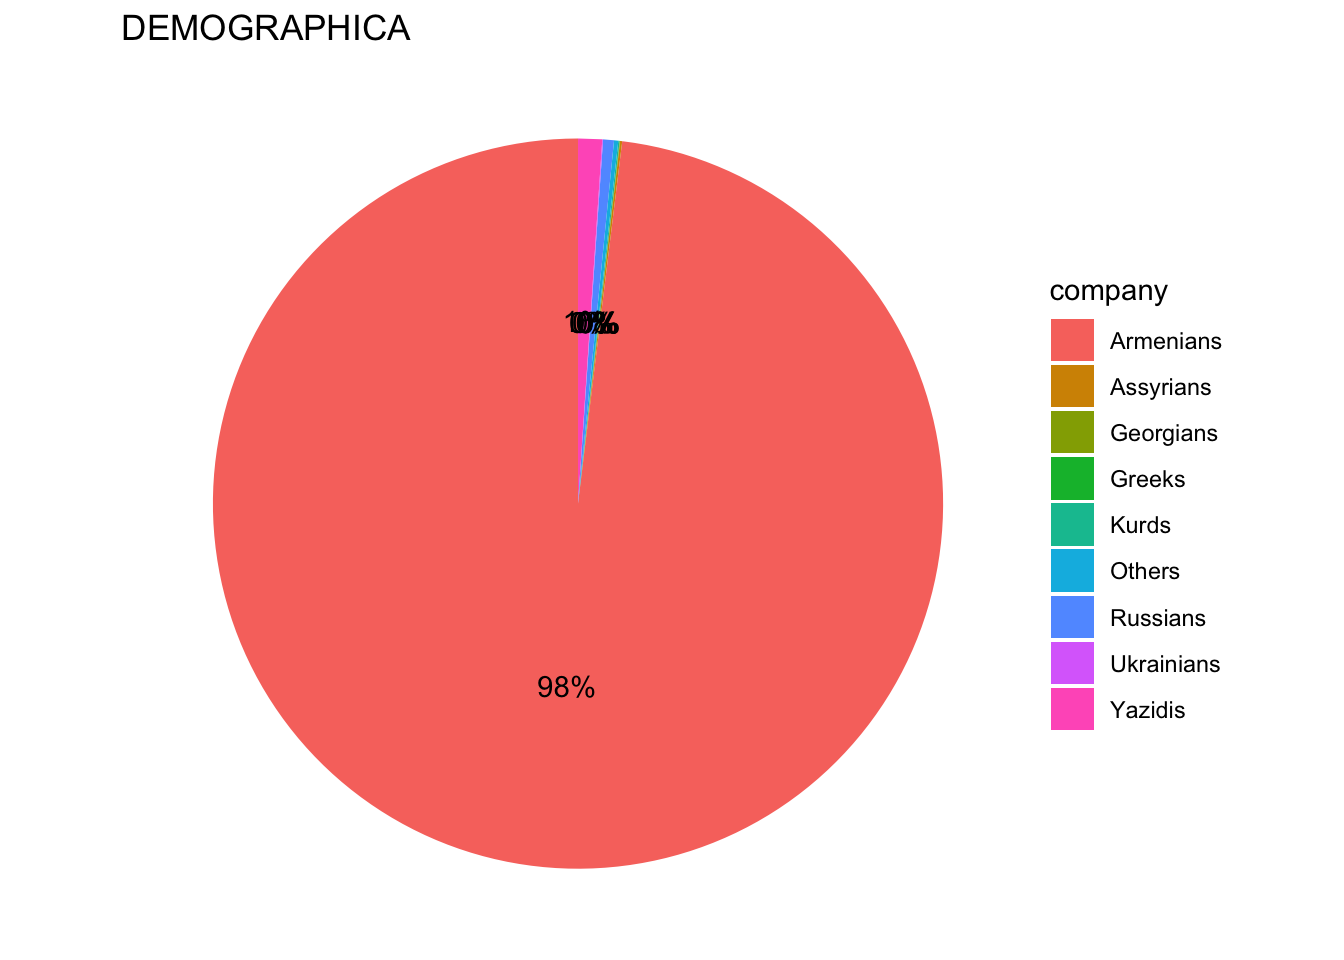 DEMOGRAPHICA
company
Armenians
Assyrians
Georgians
Greeks
Kurds
Others
Russians
Ukrainians
Yazidis
98%